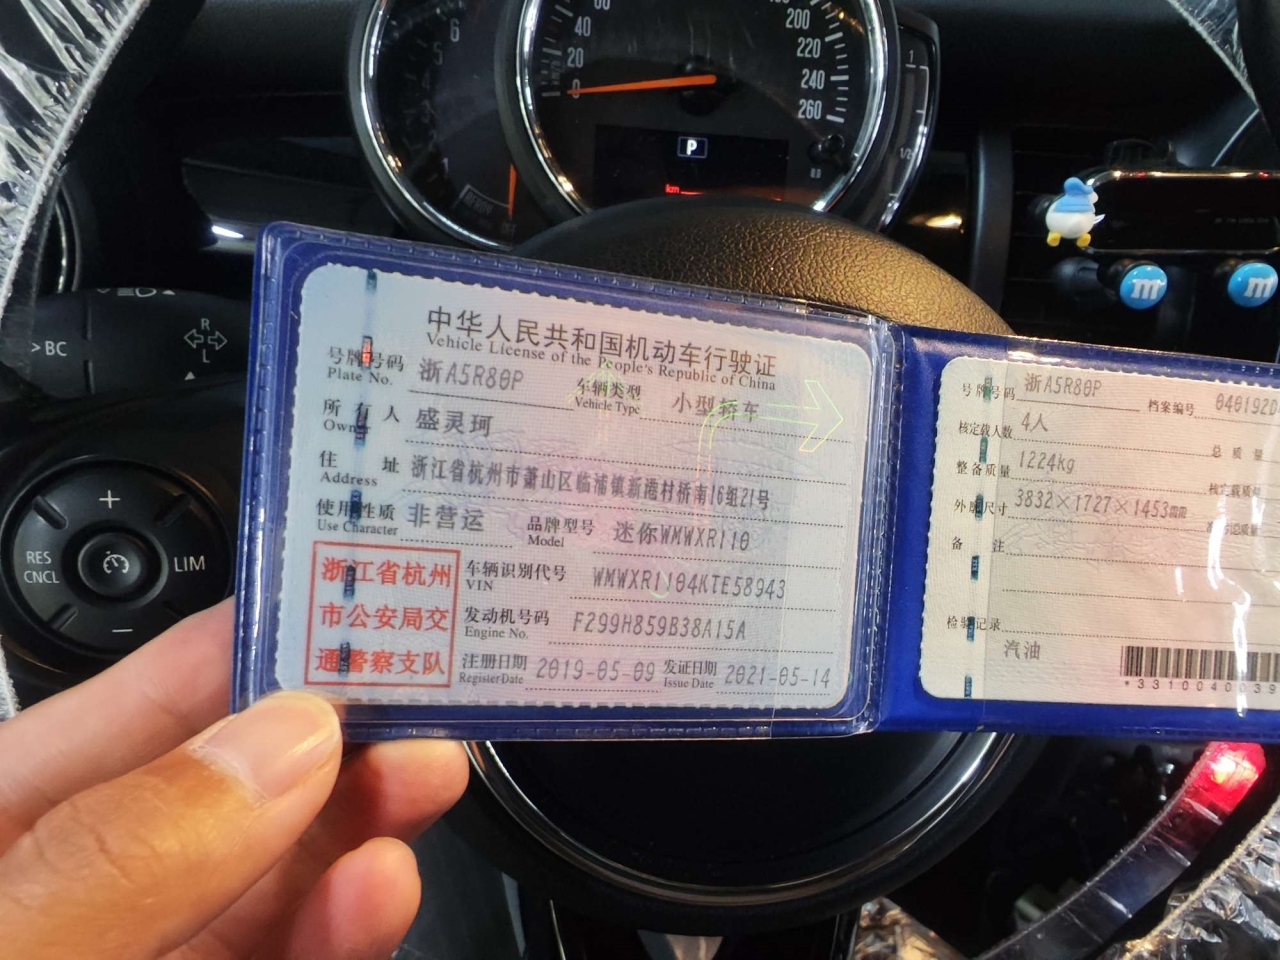 6
5
60
40
20
0
200
220
240
260
P
km
1
1/2
>BC
R
L
m
m
RES
CNCL
LIM
中华人民共和国机动车行驶证
Vehicle License of the People's Republic of China
号牌号码 浙A5R80P 车辆类型 小型轿车
Plate No. Vehicle Type
所有人 盛灵珂
Owner
住址 浙江省杭州市萧山区临浦镇新港村桥南16组21号
Address
使用性质 非营运 品牌型号 迷你WMWXR110
Use Character Model
浙江省杭州
市公安局交
通警察支队
车辆识别代号 WMWXR1104KTE58943
VIN
发动机号码 F299H859B38A15A
Engine No.
注册日期 2019-05-09 发证日期 2021-05-14
Register Date Issue Date
号牌号码 浙A5R80P 档案编号 040192D
核定载人数 4人 总质量
整备质量 1224kg 核定载质量
外廓尺寸 3832×1727×1453mm
备注
检验记录
汽油
*3310040039